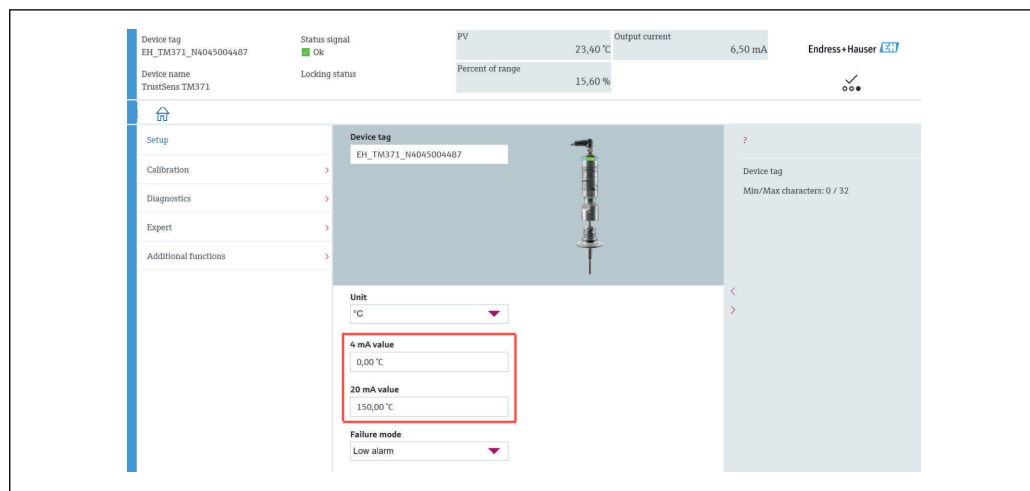 Device tag
EH_TM371_N4045004487
Status signal
Ok
PV
23,40 °C
Output current
6,50 mA
Endress+Hauser EH
Device name
TrustSens TM371
Locking status
Percent of range
15,60 %
Setup
Calibration
Diagnostics
Expert
Additional functions
Device tag
EH_TM371_N4045004487
Unit
°C
4 mA value
0,00 °C
20 mA value
150,00 °C
Failure mode
Low alarm
?
Device tag
Min/Max characters: 0 / 32